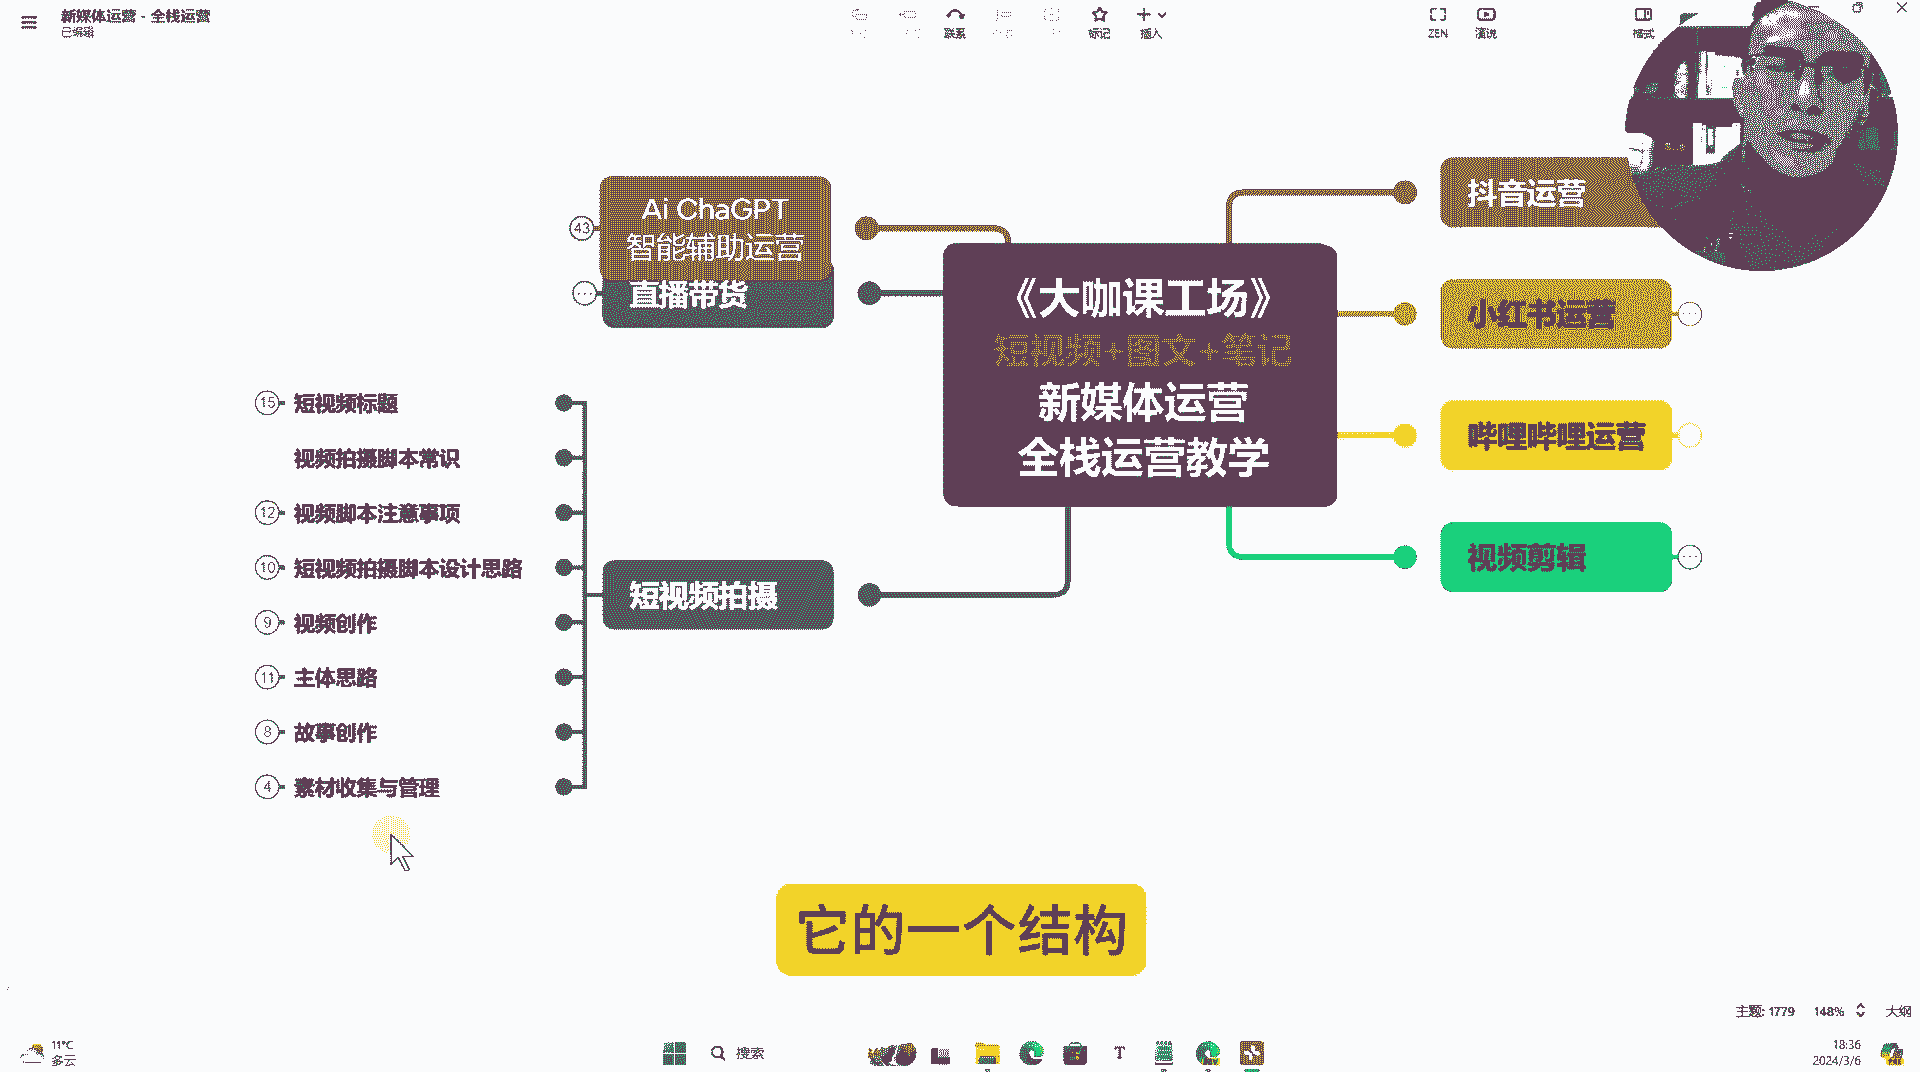 新媒体运营 - 全栈运营
已编辑
联系
标记
插入
ZEN
演说
格式
43
Ai ChaGPT
智能辅助运营
直播带货
《大咖课工场》
短视频+图文+笔记
新媒体运营
全栈运营教学
抖音运营
小红书运营
哔哩哔哩运营
视频剪辑
短视频拍摄
15 短视频标题
视频拍摄脚本常识
12 视频脚本注意事项
10 短视频拍摄脚本设计思路
9 视频创作
11 主体思路
8 故事创作
4 素材收集与管理
它的一个结构
主题: 1779
148%
大纲
11°C
多云
搜索
18:36
2024/3/6